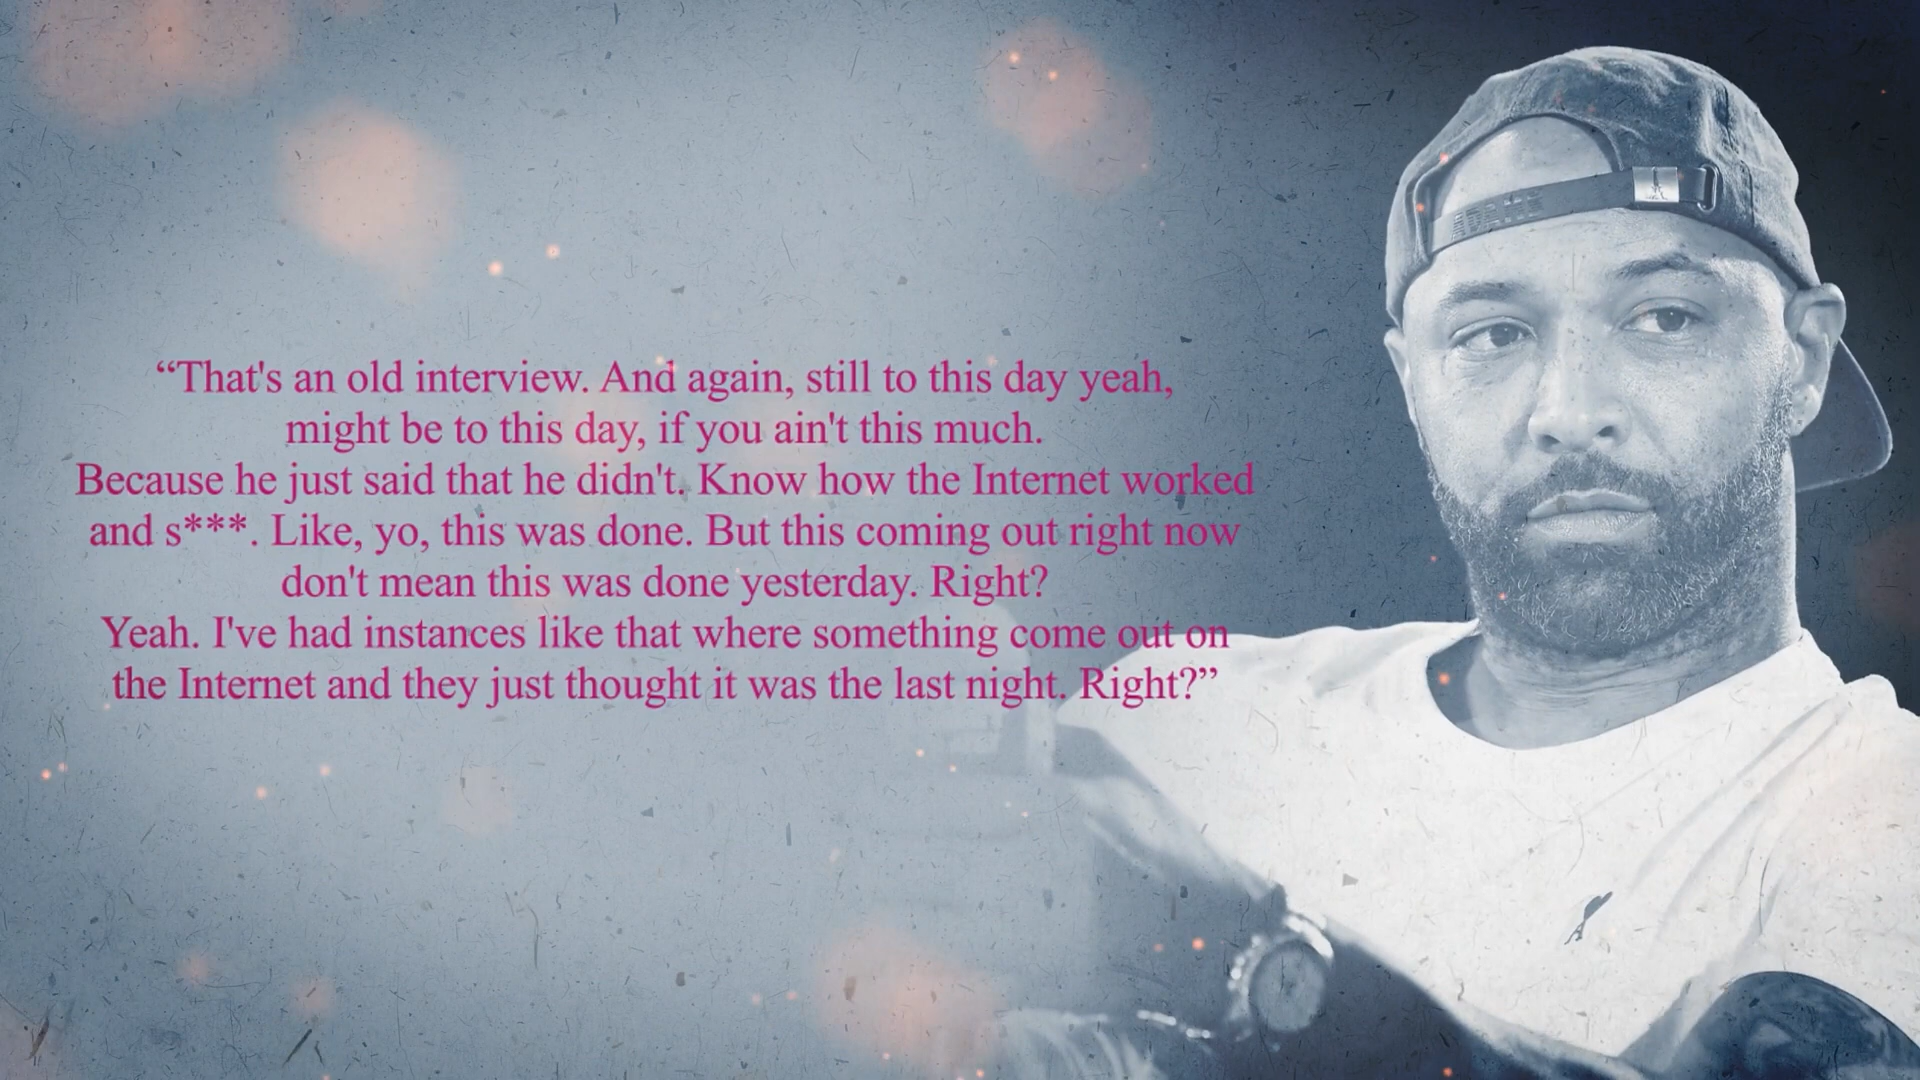 “That's an old interview. And again, still to this day yeah,
might be to this day, if you ain't this much.
Because he just said that he didn't. Know how the Internet worked
and s***. Like, yo, this was done. But this coming out right now
don't mean this was done yesterday. Right?
Yeah. I've had instances like that where something come out on
the Internet and they just thought it was the last night. Right?”